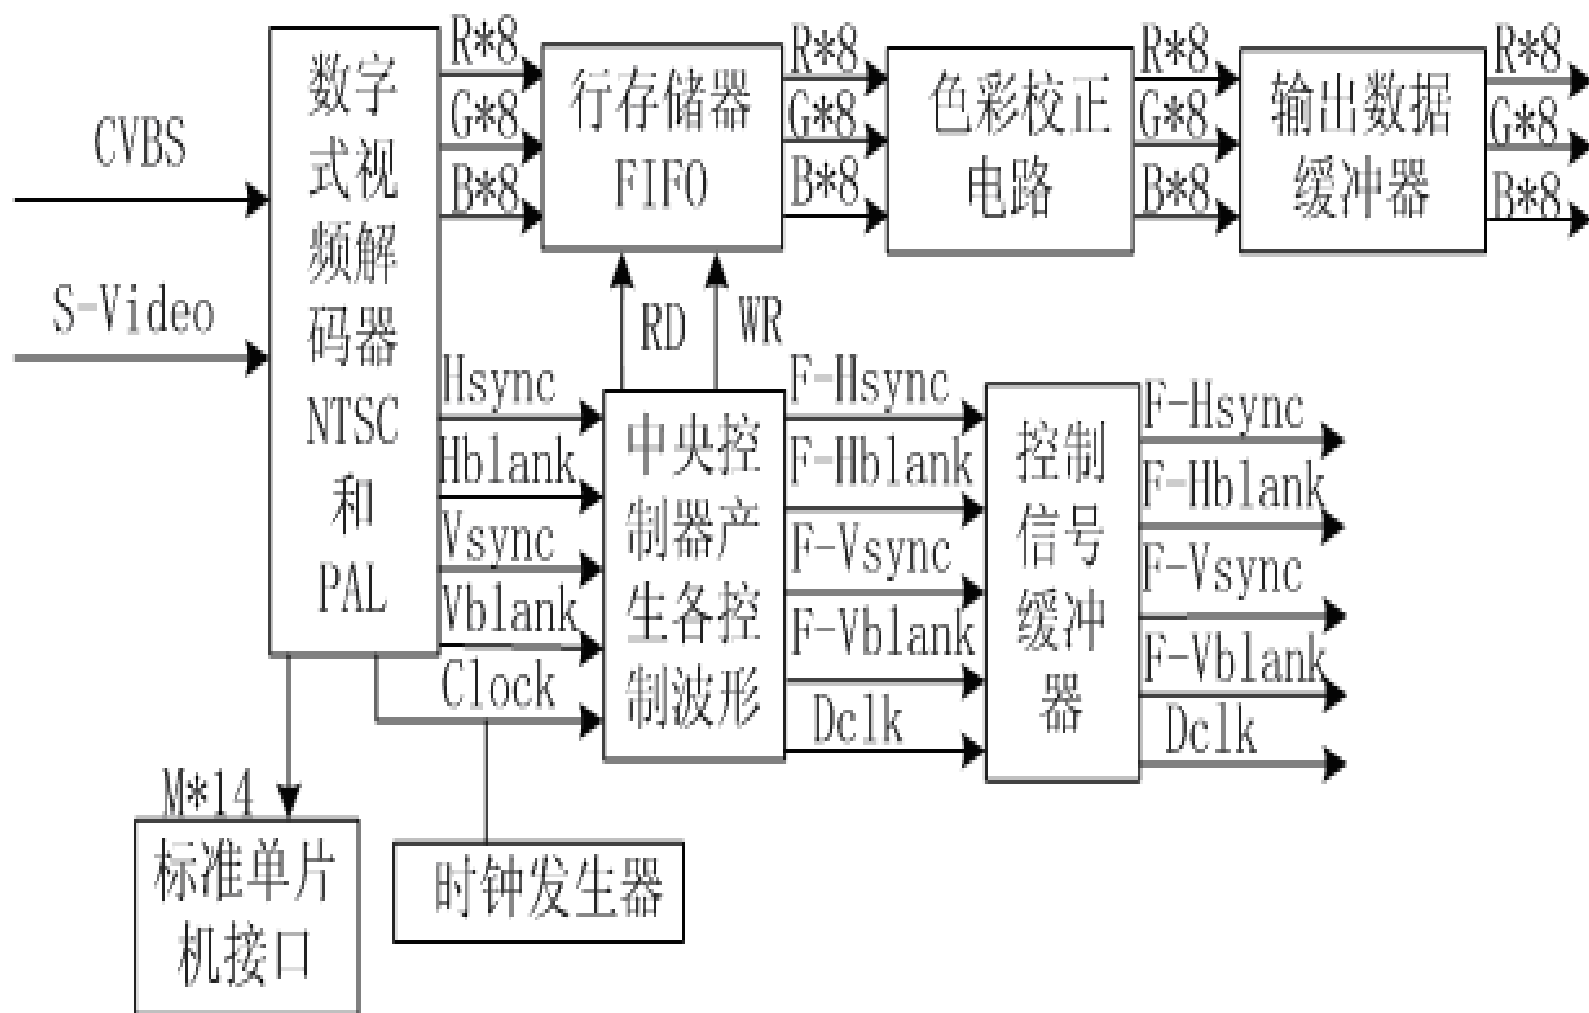 CVBS
S-Video
数字
式视
频解
码器
NTSC
和
PAL
R*8
G*8
B*8
行存储器
FIFO
R*8
G*8
B*8
色彩校正
电路
R*8
G*8
B*8
输出数据
缓冲器
R*8
G*8
B*8
RD
WR
Hsync
Hblank
Vsync
Vblank
Clock
中央控
制器产
生各控
制波形
F-Hsync
F-Hblank
F-Vsync
F-Vblank
Dclk
控制
信号
缓冲
器
F-Hsync
F-Hblank
F-Vsync
F-Vblank
Dclk
M*14
标准单片
机接口
时钟发生器